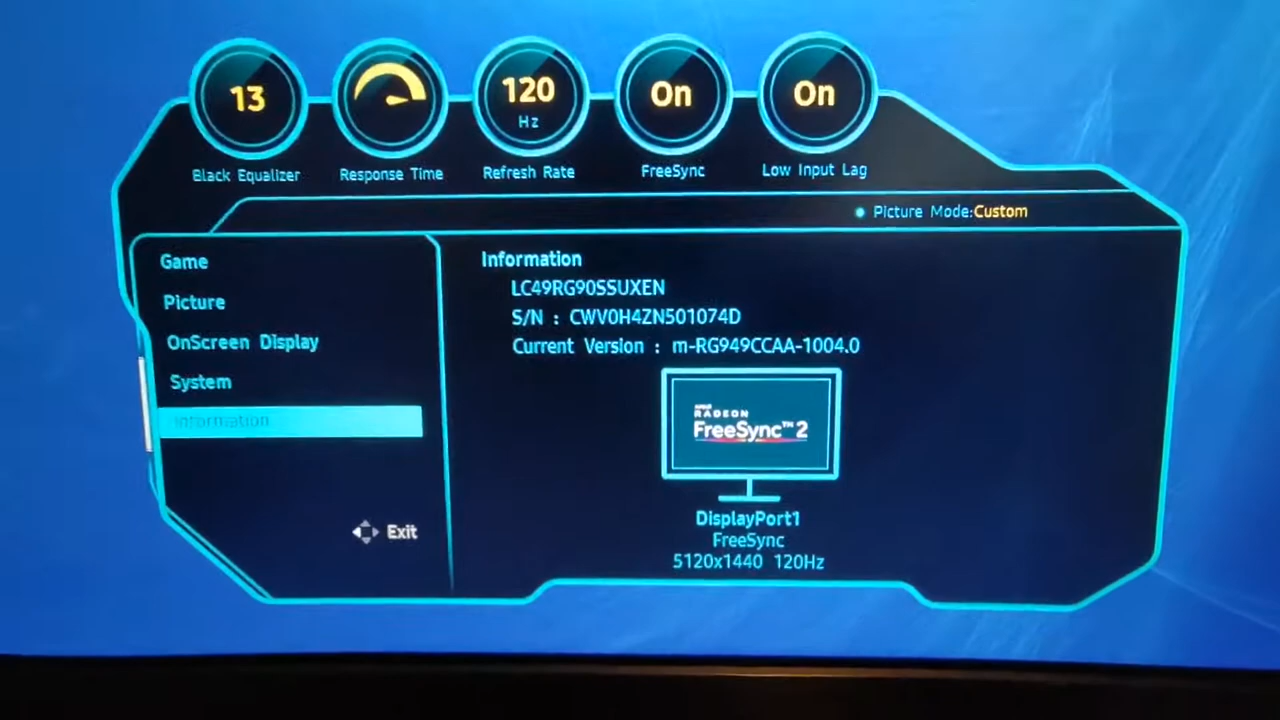 13
120
Hz
On
On
Black Equalizer
Response Time
Refresh Rate
FreeSync
Low Input Lag
Picture Mode:Custom
Game
Picture
OnScreen Display
System
Information
Exit
Information
LC49RG90SSUXEN
S/N : CWV0H4ZN501074D
Current Version : m-RG949CCAA-1004.0
AMD
RADEON
FreeSync™ 2
DisplayPort1
FreeSync
5120x1440 120Hz